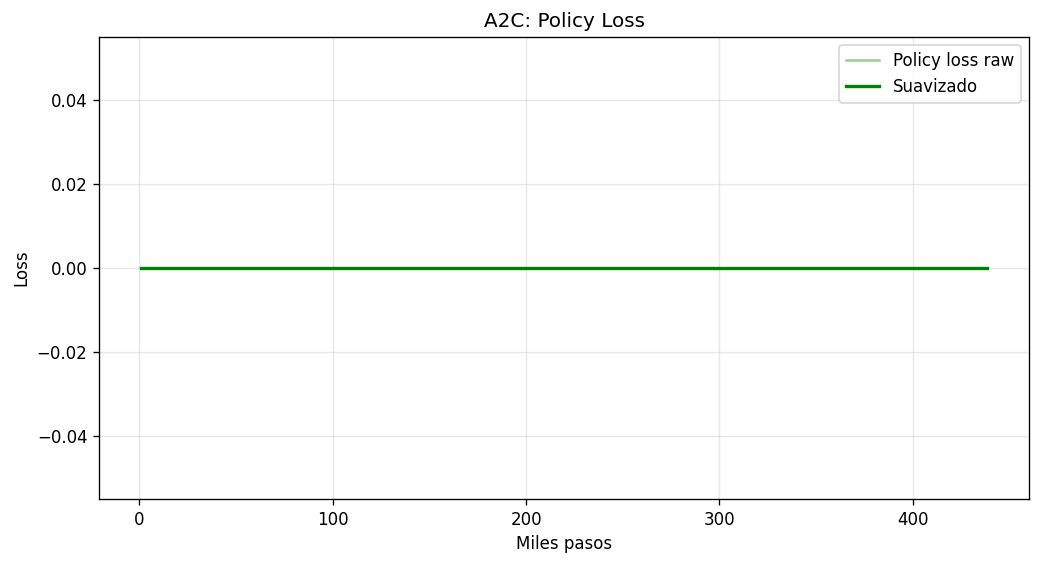 A2C: Policy Loss
Policy loss raw
Suavizado
Loss
0.04
0.02
0.00
−0.02
−0.04
0
100
200
300
400
Miles pasos